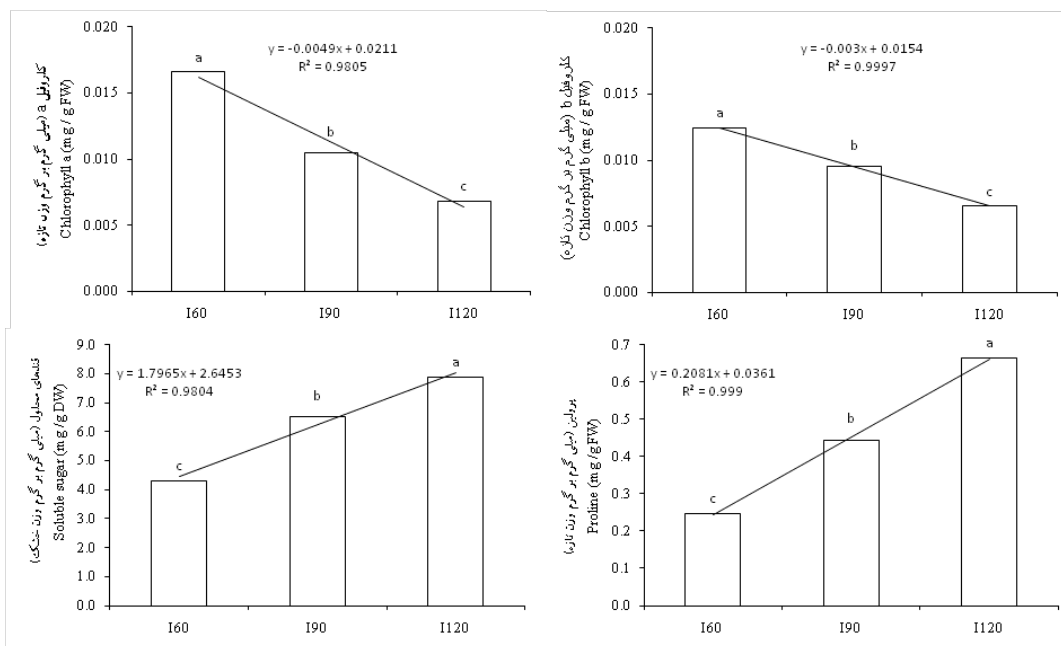 0.020
0.015
0.010
0.005
0.000
کلروفیل a (میلی گرم بر گرم وزن تازه)
Chlorophyll a (mg / g FW)
y = -0.0049x + 0.0211
R² = 0.9805
a
b
c
I60
I90
I120
0.020
0.015
0.010
0.005
0.000
کلروفیل b (میلی گرم بر گرم وزن تازه)
Chlorophyll b (mg / g FW)
y = -0.003x + 0.0154
R² = 0.9997
a
b
c
I60
I90
I120
9.0
8.0
7.0
6.0
5.0
4.0
3.0
2.0
1.0
0.0
قندهای محلول (میلی گرم بر گرم وزن خشک)
Soluble sugar (mg / g DW)
y = 1.7965x + 2.6453
R² = 0.9804
c
b
a
I60
I90
I120
0.7
0.6
0.5
0.4
0.3
0.2
0.1
0.0
پرولین (میلی گرم بر گرم وزن تازه)
Proline (mg / g FW)
y = 0.2081x + 0.0361
R² = 0.999
c
b
a
I60
I90
I120